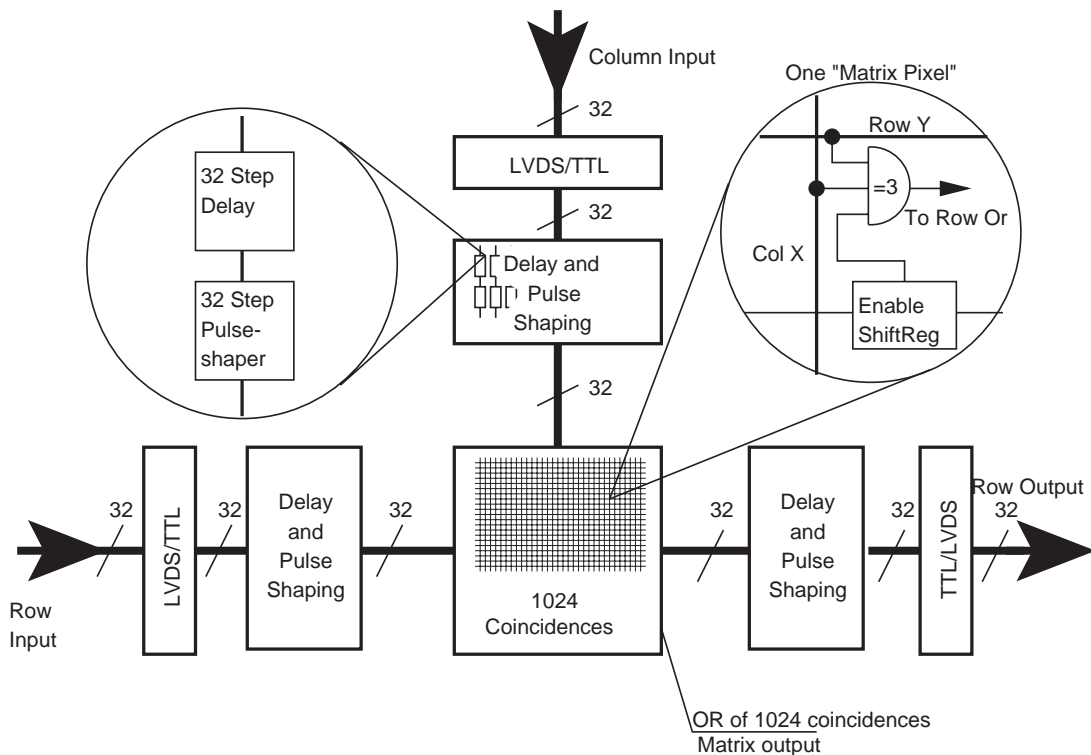 Column Input
One "Matrix Pixel"
32
Row Y
32 Step
Delay
LVDS/TTL
=3
32
To Row Or
Col X
Delay and
Pulse
Shaping
32 Step
Pulse-
shaper
Enable
ShiftReg
32
Row Output
32
32
32
32
32
32
LVDS/TTL
Delay
and
Pulse
Shaping
Delay
and
Pulse
Shaping
TTL/LVDS
Row
Input
1024
Coincidences
OR of 1024 coincidences
Matrix output